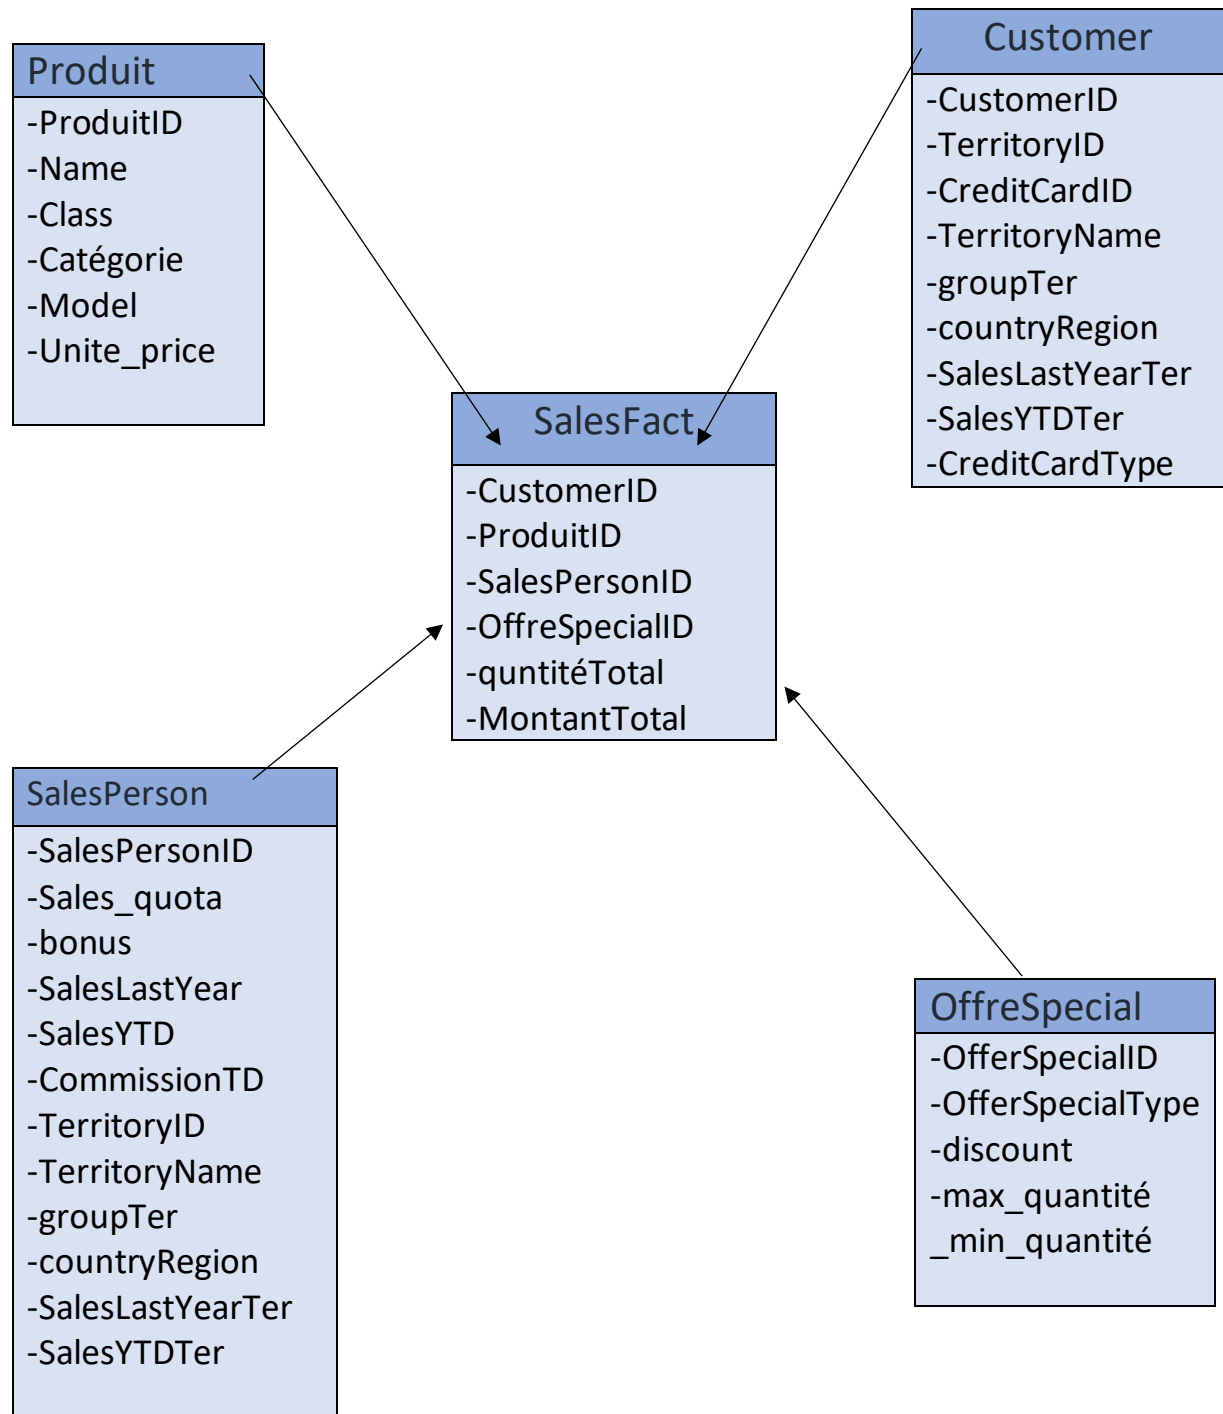 Produit
-ProduitID
-Name
-Class
-Catégorie
-Model
-Unite_price
Customer
-CustomerID
-TerritoryID
-CreditCardID
-TerritoryName
-groupTer
-countryRegion
-SalesLastYearTer
-SalesYTDTer
-CreditCardType
SalesFact
-CustomerID
-ProduitID
-SalesPersonID
-OffreSpecialID
-quntitéTotal
-MontantTotal
SalesPerson
-SalesPersonID
-Sales_quota
-bonus
-SalesLastYear
-SalesYTD
-CommissionTD
-TerritoryID
-TerritoryName
-groupTer
-countryRegion
-SalesLastYearTer
-SalesYTDTer
OffreSpecial
-OfferSpecialID
-OfferSpecialType
-discount
-max_quantité
_min_quantité